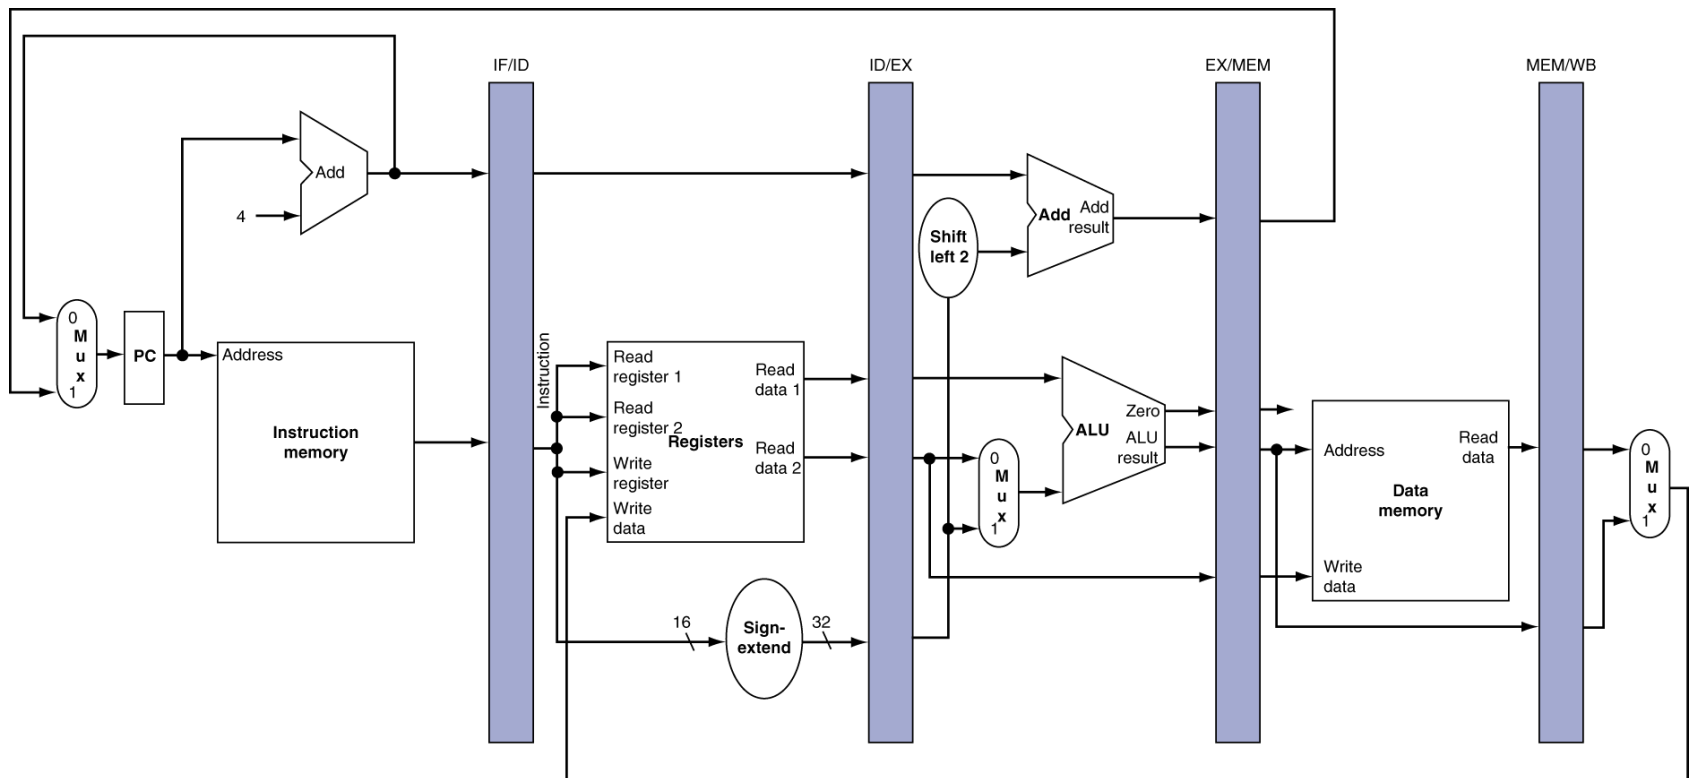 IF/ID
ID/EX
EX/MEM
MEM/WB
Add
4
Add
Add
result
Shift
left 2
0
M
u
x
1
PC
Address
Instruction
memory
Instruction
Read
register 1
Read
register 2
Registers
Write
register
Write
data
Read
data 1
Read
data 2
16
Sign-
extend
32
0
M
u
x
1
ALU
Zero
ALU
result
Address
Read
data
Data
memory
Write
data
0
M
u
x
1